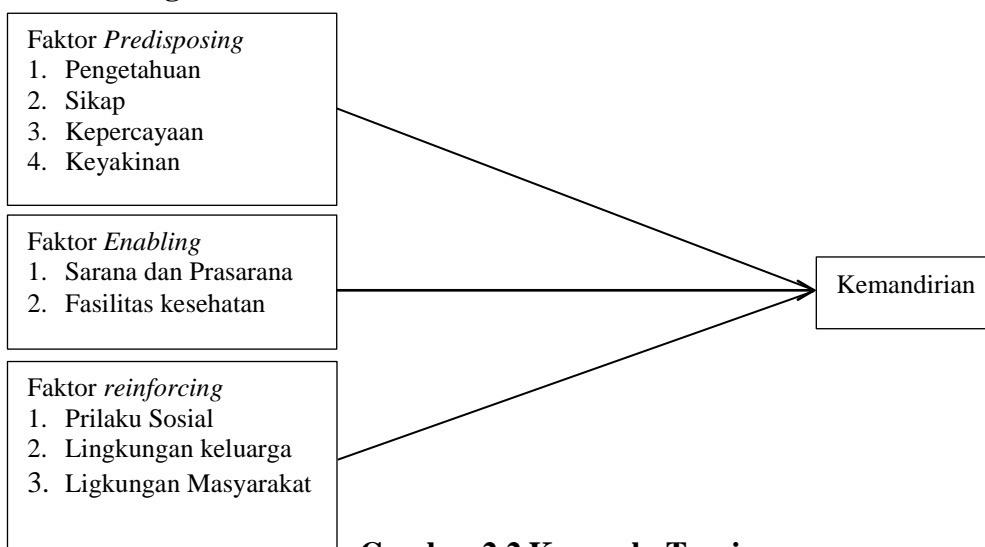 Faktor Predisposing
1. Pengetahuan
2. Sikap
3. Kepercayaan
4. Keyakinan
Faktor Enabling
1. Sarana dan Prasarana
2. Fasilitas kesehatan
Kemandirian
Faktor reinforcing
1. Prilaku Sosial
2. Lingkungan keluarga
3. Ligkungan Masyarakat